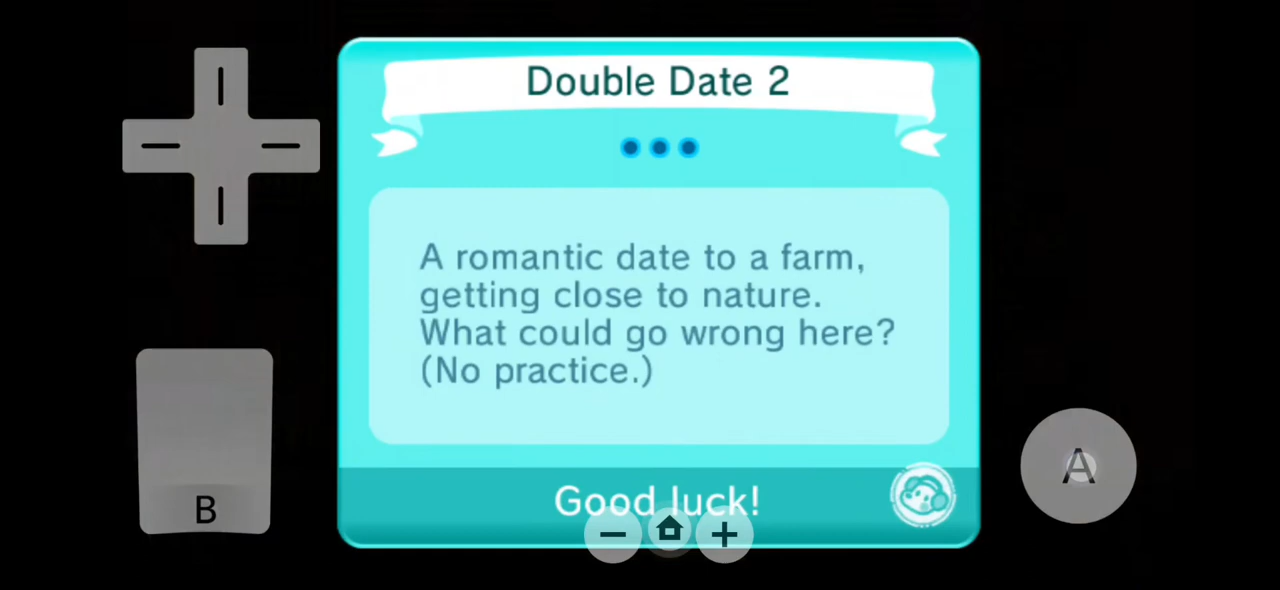 Double Date 2
A romantic date to a farm,
getting close to nature.
What could go wrong here?
(No practice.)
Good luck!
B
A